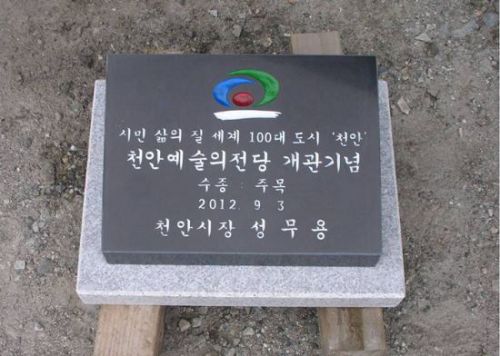 시민 삶의 질 세계 100대 도시 '천안'
천안예술의전당 개관기념
수종 : 주목
2012. 9. 3
천안시장 성무용